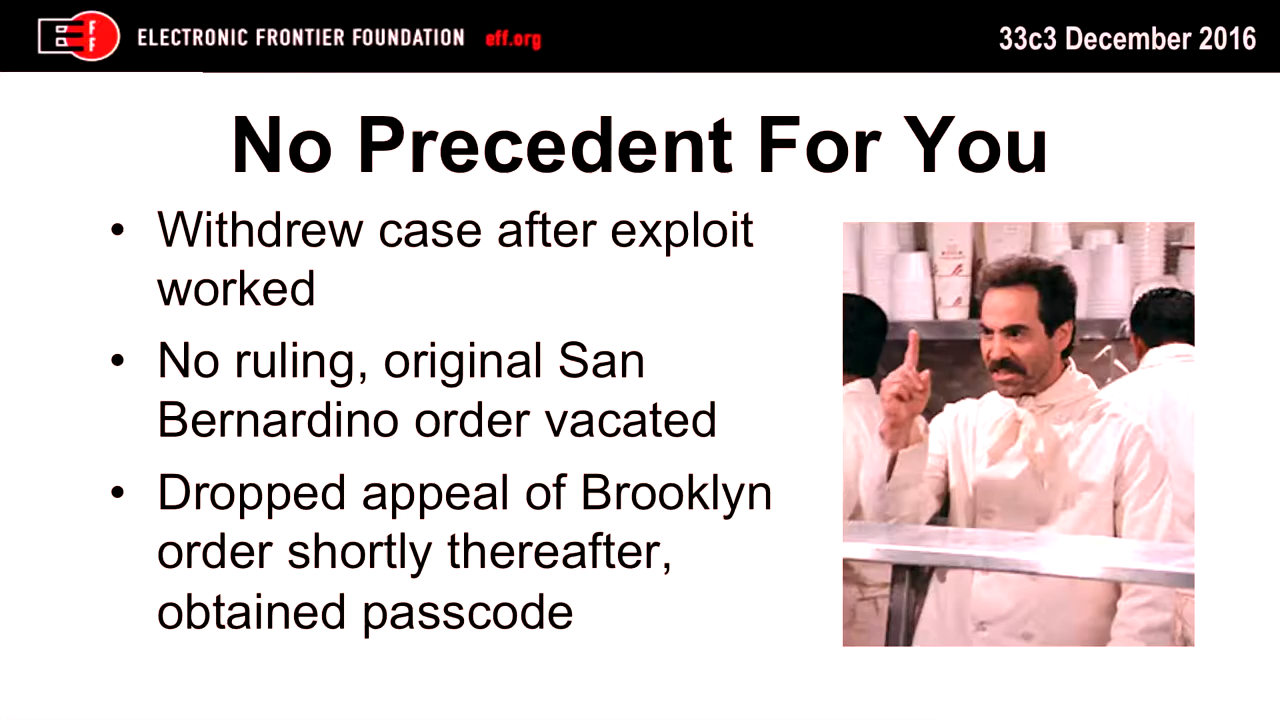 ELECTRONIC FRONTIER FOUNDATION eff.org
33c3 December 2016
No Precedent For You
• Withdrew case after exploit
worked
• No ruling, original San
Bernardino order vacated
• Dropped appeal of Brooklyn
order shortly thereafter,
obtained passcode